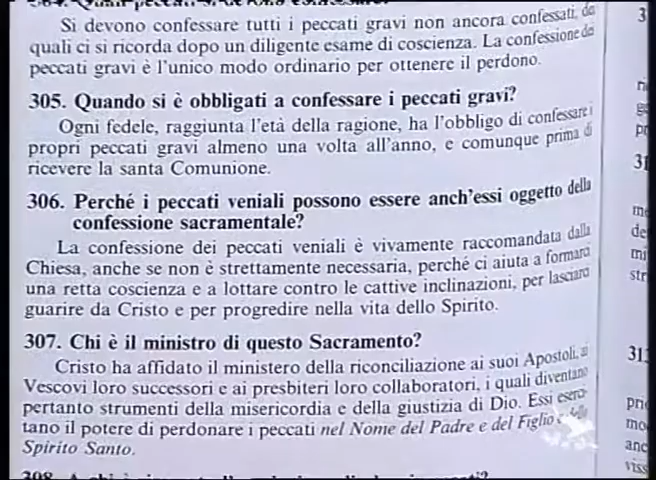 Si devono confessare tutti i peccati gravi non ancora confessati, dei
quali ci si ricorda dopo un diligente esame di coscienza. La confessione dei
peccati gravi è l'unico modo ordinario per ottenere il perdono.
305. Quando si è obbligati a confessare i peccati gravi?
Ogni fedele, raggiunta l'età della ragione, ha l'obbligo di confessare i
propri peccati gravi almeno una volta all'anno, e comunque prima di
ricevere la santa Comunione.
306. Perché i peccati veniali possono essere anch'essi oggetto della
confessione sacramentale?
La confessione dei peccati veniali è vivamente raccomandata dalla
Chiesa, anche se non è strettamente necessaria, perché ci aiuta a formarci
una retta coscienza e a lottare contro le cattive inclinazioni, per lasciarci
guarire da Cristo e per progredire nella vita dello Spirito.
307. Chi è il ministro di questo Sacramento?
Cristo ha affidato il ministero della riconciliazione ai suoi Apostoli, ai
Vescovi loro successori e ai presbiteri loro collaboratori, i quali diventano
pertanto strumenti della misericordia e della giustizia di Dio. Essi eserci-
tano il potere di perdonare i peccati nel Nome del Padre e del Figlio e dello
Spirito Santo.